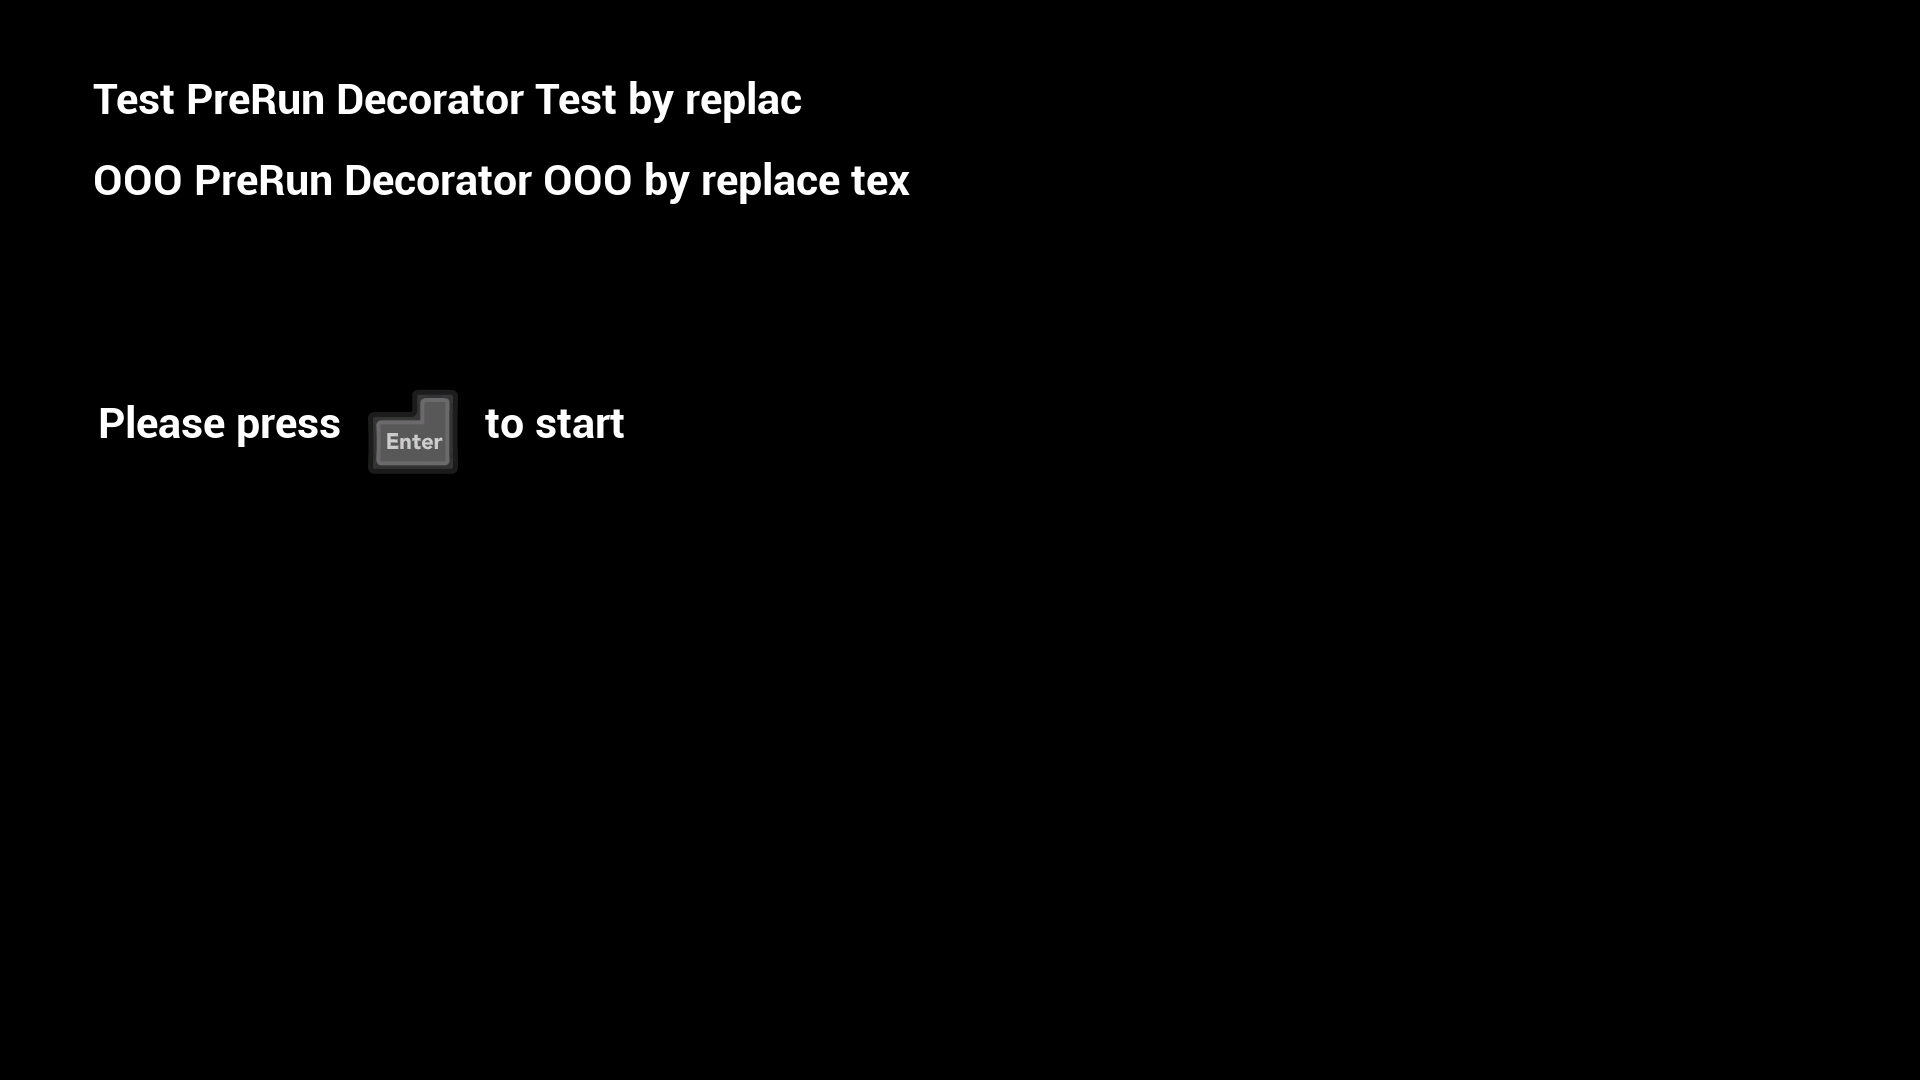 Test PreRun Decorator Test by replac
OOO PreRun Decorator OOO by replace tex
Please press Enter to start